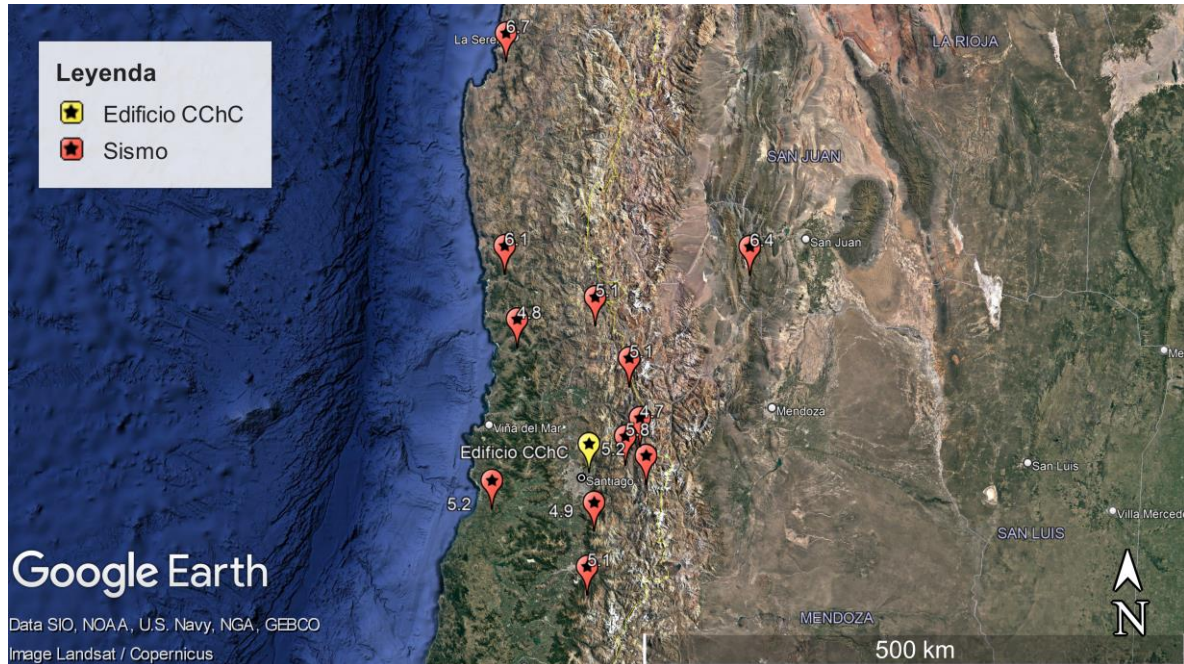 6.7
La Sere
LA RIOJA
Leyenda
Edificio CChC
Sismo
SAN JUAN
6.1
6.4
San Juan
5.1
4.8
5.1
Me
4.7
Mendoza
Viña del Mar
5.8
Edificio CChC
5.2
San Luis
Santiago
5.2
4.9
Villa Mercede
SAN LUIS
5.1
Google Earth
N
Data SIO, NOAA, U.S. Navy, NGA, GEBCO
MENDOZA
Image Landsat / Copernicus
500 km